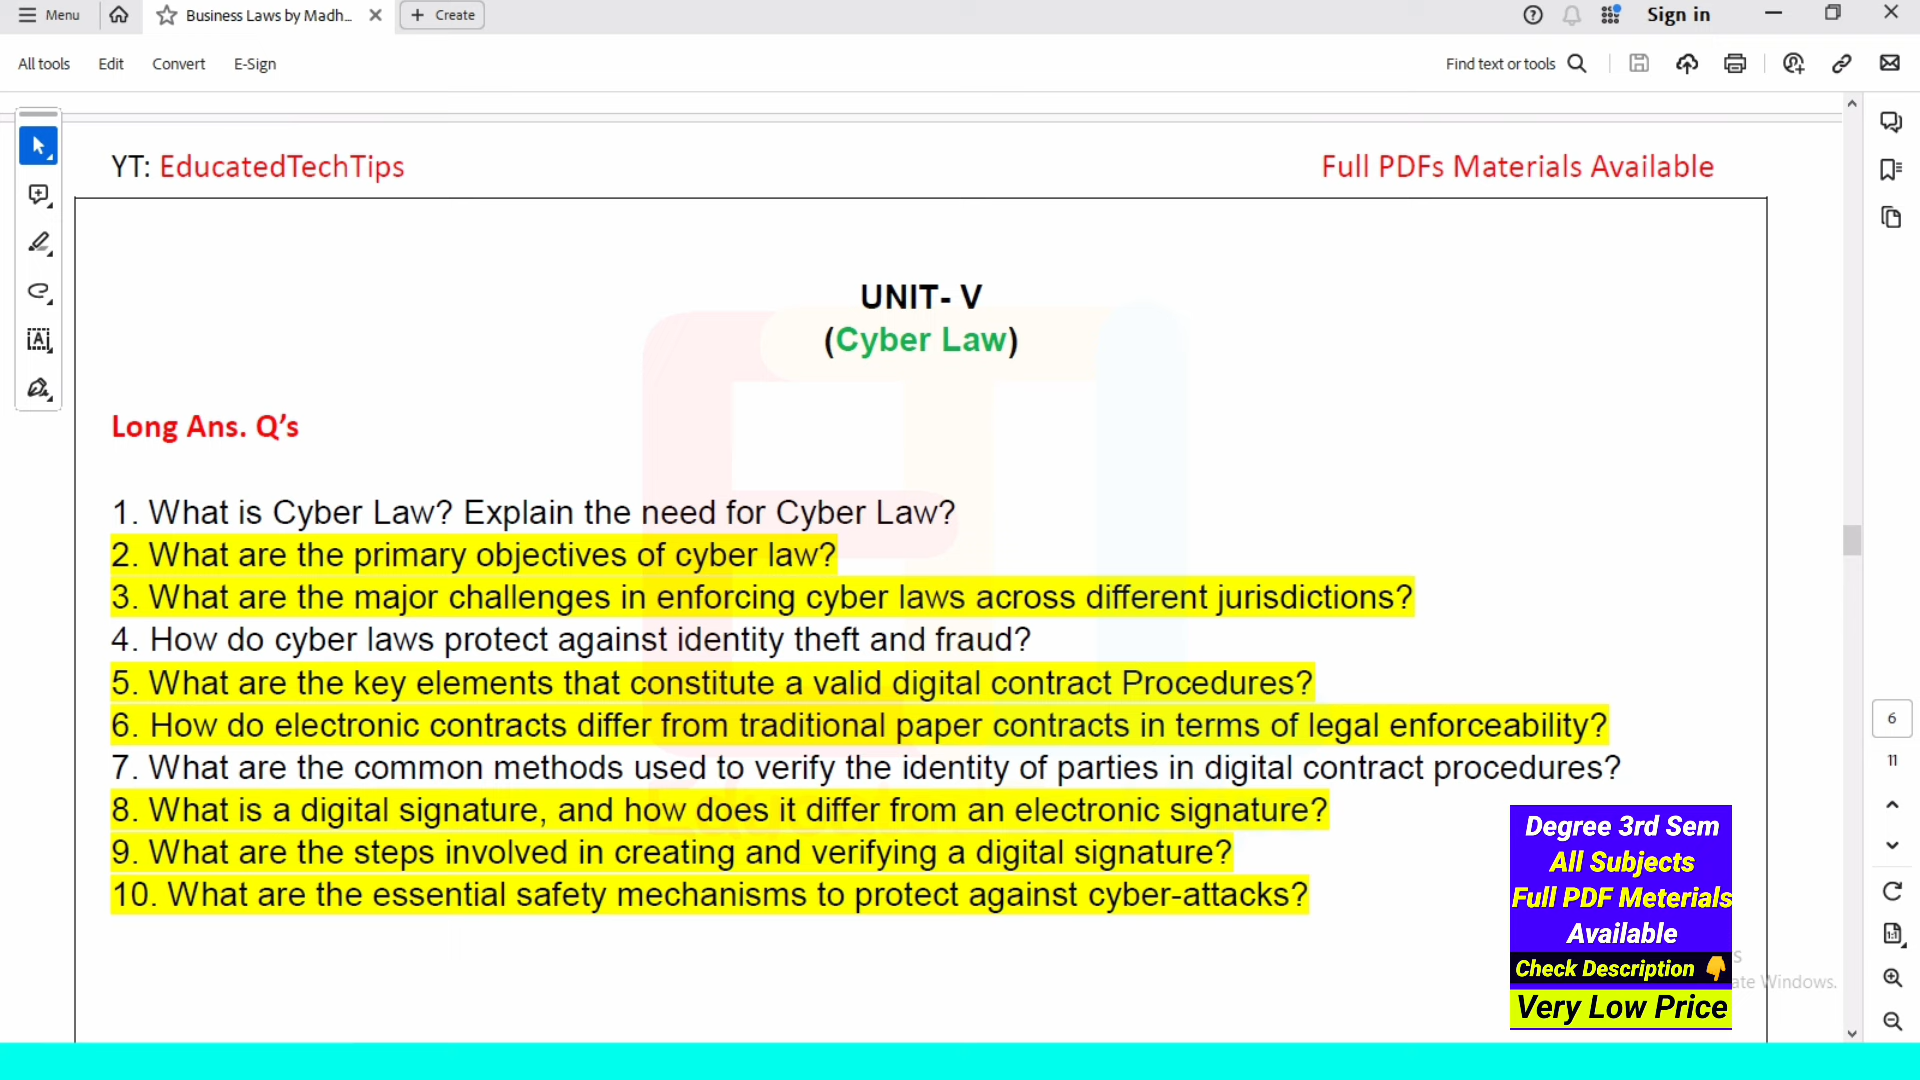 Menu
Business Laws by Madh...
Create
Sign in
All tools
Edit
Convert
E-Sign
Find text or tools
YT: EducatedTechTips
Full PDFs Materials Available
UNIT- V
(Cyber Law)
Long Ans. Q's
1. What is Cyber Law? Explain the need for Cyber Law?
2. What are the primary objectives of cyber law?
3. What are the major challenges in enforcing cyber laws across different jurisdictions?
4. How do cyber laws protect against identity theft and fraud?
5. What are the key elements that constitute a valid digital contract Procedures?
6. How do electronic contracts differ from traditional paper contracts in terms of legal enforceability?
7. What are the common methods used to verify the identity of parties in digital contract procedures?
8. What is a digital signature, and how does it differ from an electronic signature?
9. What are the steps involved in creating and verifying a digital signature?
10. What are the essential safety mechanisms to protect against cyber-attacks?
6
11
Degree 3rd Sem
All Subjects
Full PDF Meterials
Available
Check Description
Very Low Price
Windows.